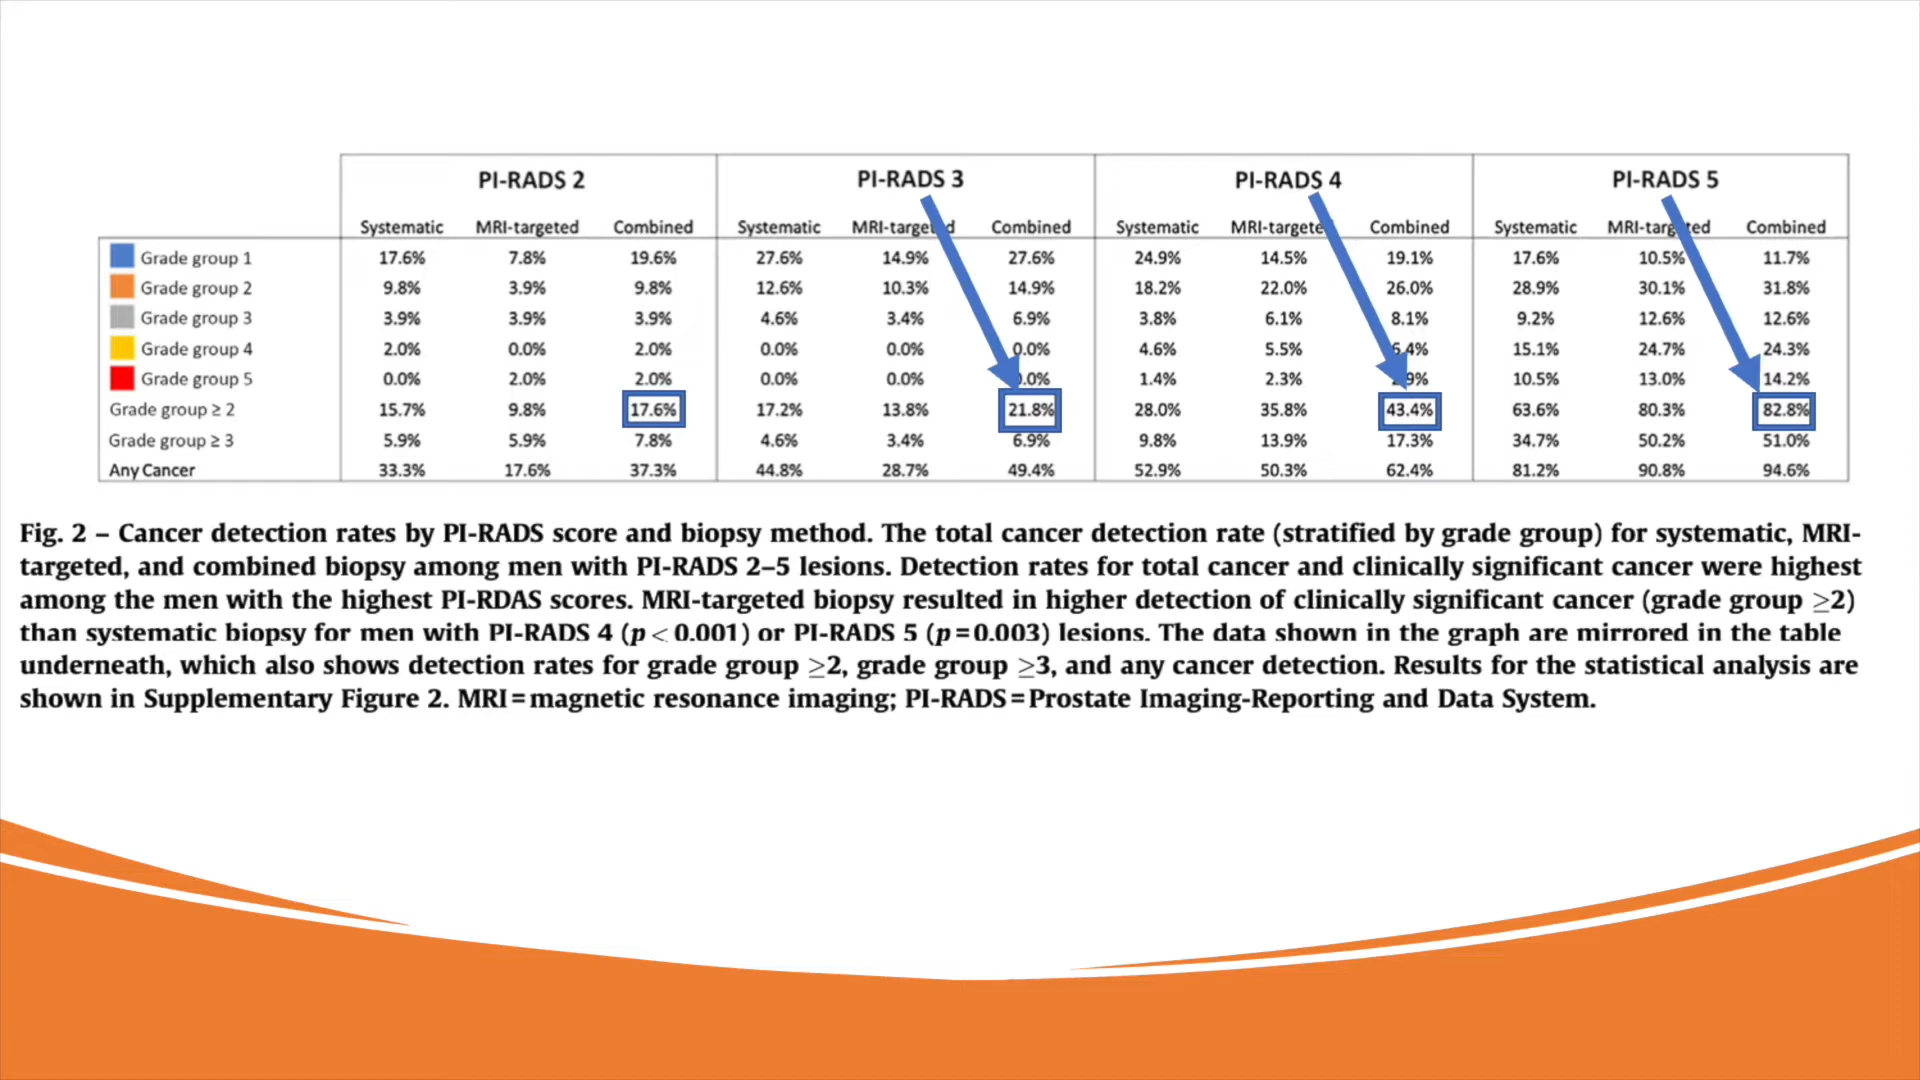 PI-RADS 2 PI-RADS 3 PI-RADS 4 PI-RADS 5
Systematic MRI-targeted Combined Systematic MRI-targeted Combined Systematic MRI-targeted Combined Systematic MRI-targeted Combined
Grade group 1 17.6% 7.8% 19.6% 27.6% 14.9% 27.6% 24.9% 14.5% 19.1% 17.6% 10.5% 11.7%
Grade group 2 9.8% 3.9% 9.8% 12.6% 10.3% 14.9% 18.2% 22.0% 26.0% 28.9% 30.1% 31.8%
Grade group 3 3.9% 3.9% 3.9% 4.6% 3.4% 6.9% 3.8% 6.1% 8.1% 9.2% 12.6% 12.6%
Grade group 4 2.0% 0.0% 2.0% 0.0% 0.0% 0.0% 4.6% 5.5% 15.1% 24.7% 24.3%
Grade group 5 0.0% 2.0% 2.0% 0.0% 0.0% 1.4% 2.3% 10.5% 13.0% 14.2%
Grade group ≥ 2 15.7% 9.8% 17.6% 17.2% 13.8% 21.8% 28.0% 35.8% 43.4% 63.6% 80.3% 82.8%
Grade group ≥ 3 5.9% 5.9% 7.8% 4.6% 3.4% 6.9% 9.8% 13.9% 17.3% 34.7% 50.2% 51.0%
Any Cancer 33.3% 17.6% 37.3% 44.8% 28.7% 49.4% 52.9% 50.3% 62.4% 81.2% 90.8% 94.6%
Fig. 2 – Cancer detection rates by PI-RADS score and biopsy method. The total cancer detection rate (stratified by grade group) for systematic, MRI-
targeted, and combined biopsy among men with PI-RADS 2–5 lesions. Detection rates for total cancer and clinically significant cancer were highest
among the men with the highest PI-RDAS scores. MRI-targeted biopsy resulted in higher detection of clinically significant cancer (grade group ≥2)
than systematic biopsy for men with PI-RADS 4 (p < 0.001) or PI-RADS 5 (p = 0.003) lesions. The data shown in the graph are mirrored in the table
underneath, which also shows detection rates for grade group ≥2, grade group ≥3, and any cancer detection. Results for the statistical analysis are
shown in Supplementary Figure 2. MRI = magnetic resonance imaging; PI-RADS = Prostate Imaging-Reporting and Data System.